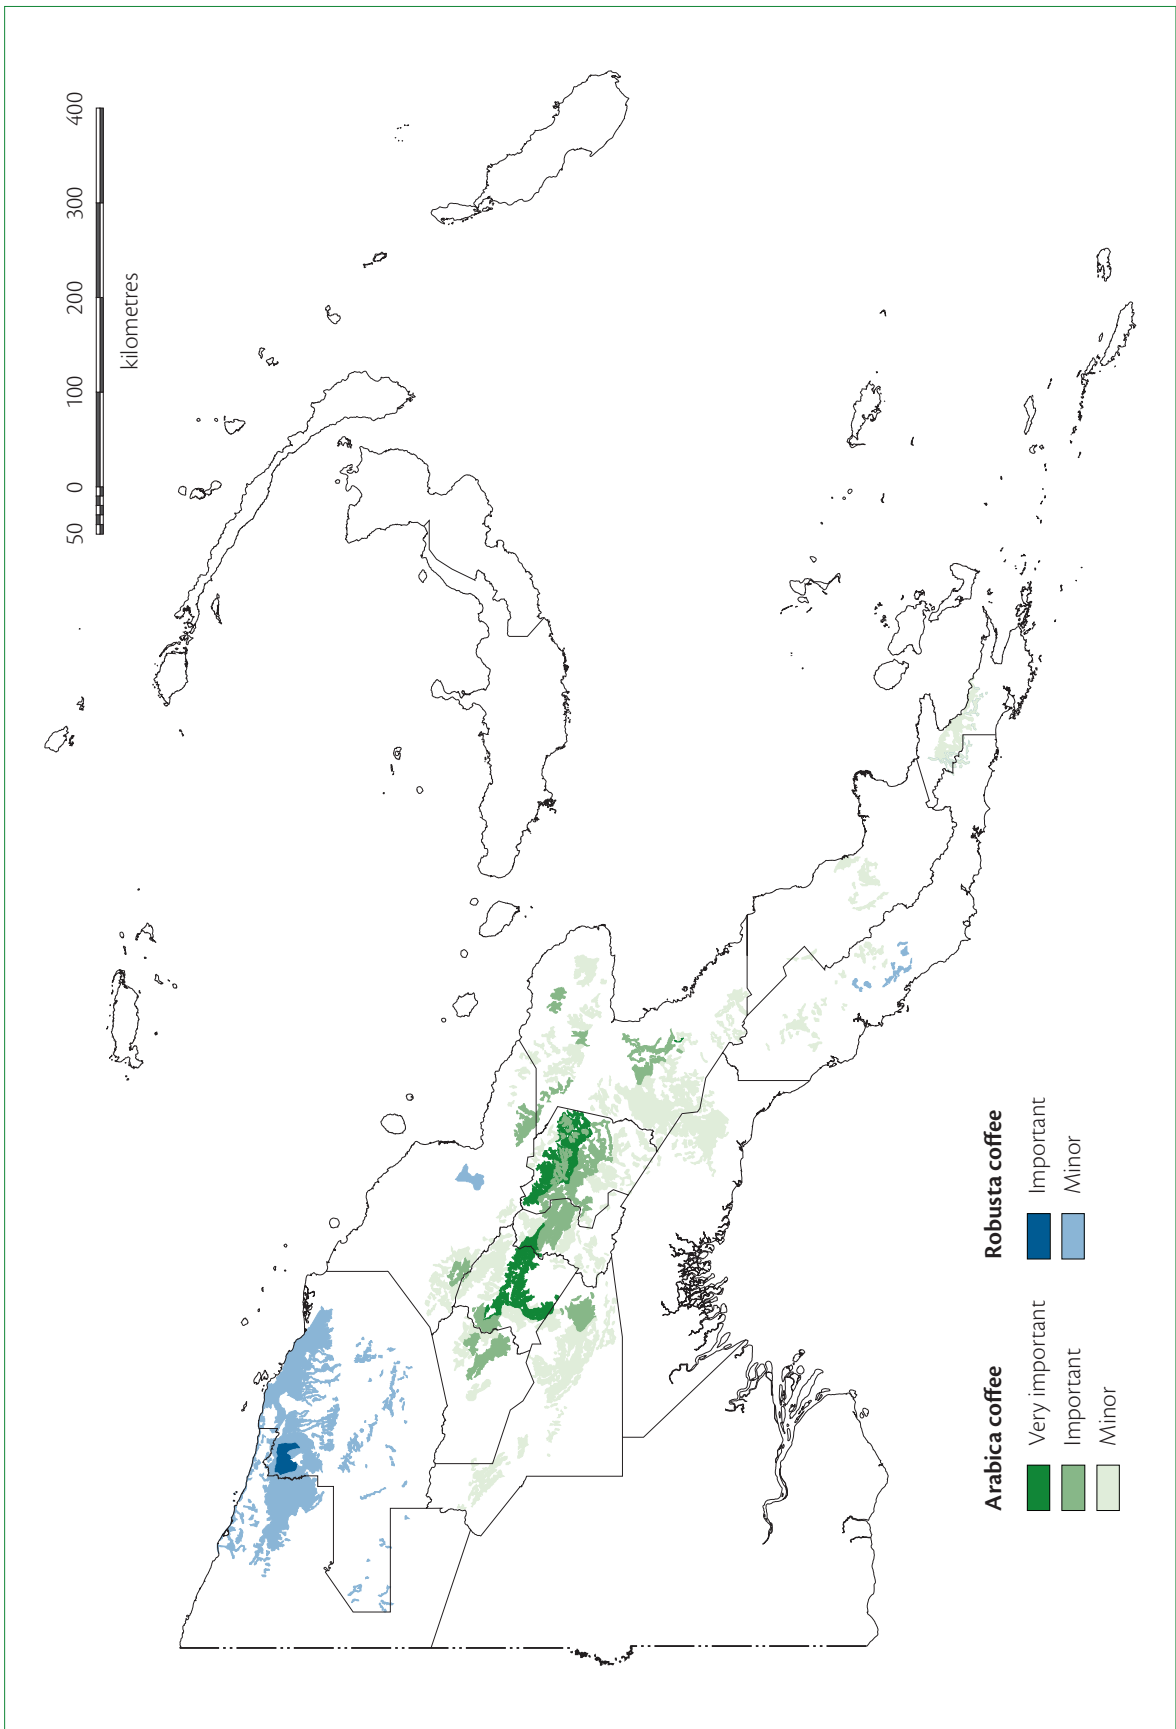 50 0 100 200 300 400
kilometres
Arabica coffee
Very important
Important
Minor
Robusta coffee
Important
Minor